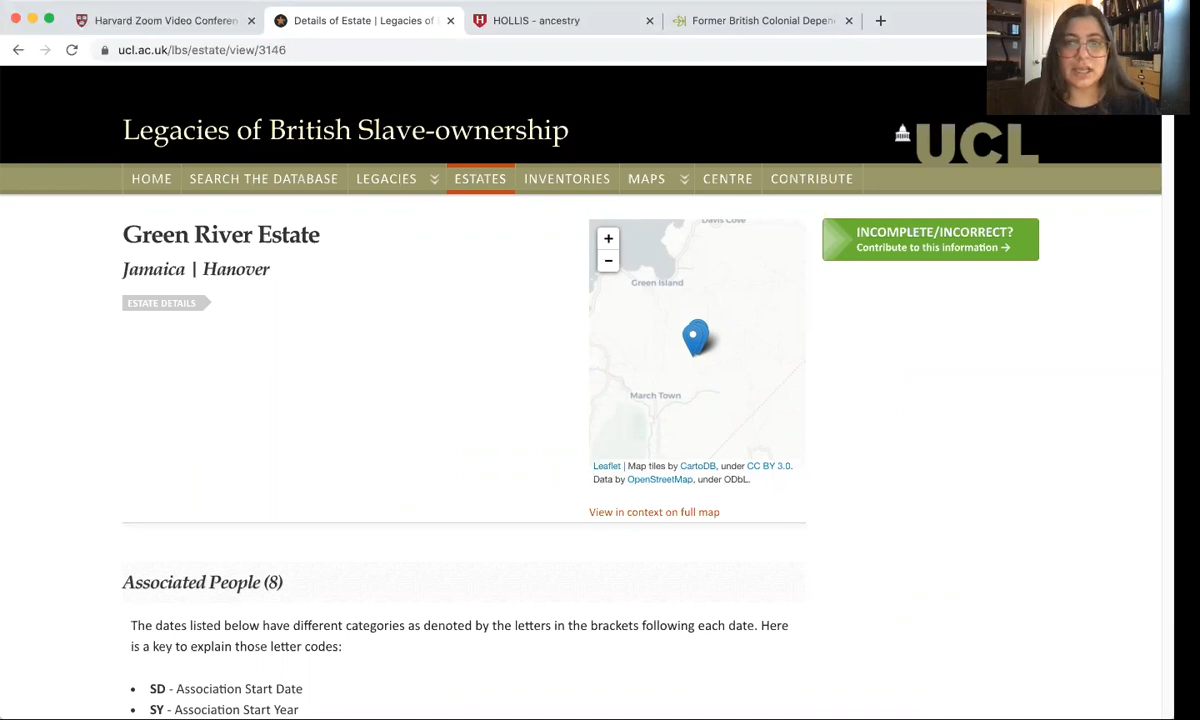 Harvard Zoom Video Conferen
Details of Estate | Legacies of
HOLLIS - ancestry
Former British Colonial Depen
ucl.ac.uk/lbs/estate/view/3146
Legacies of British Slave-ownership
UCL
HOME SEARCH THE DATABASE LEGACIES ESTATES INVENTORIES MAPS CENTRE CONTRIBUTE
Green River Estate
Jamaica | Hanover
ESTATE DETAILS
+
−
Davis Cove
Green Island
March Town
Leaflet | Map tiles by CartoDB, under CC BY 3.0.
Data by OpenStreetMap, under ODbL.
View in context on full map
INCOMPLETE/INCORRECT?
Contribute to this information →
Associated People (8)
The dates listed below have different categories as denoted by the letters in the brackets following each date. Here
is a key to explain those letter codes:
• SD - Association Start Date
• SY - Association Start Year